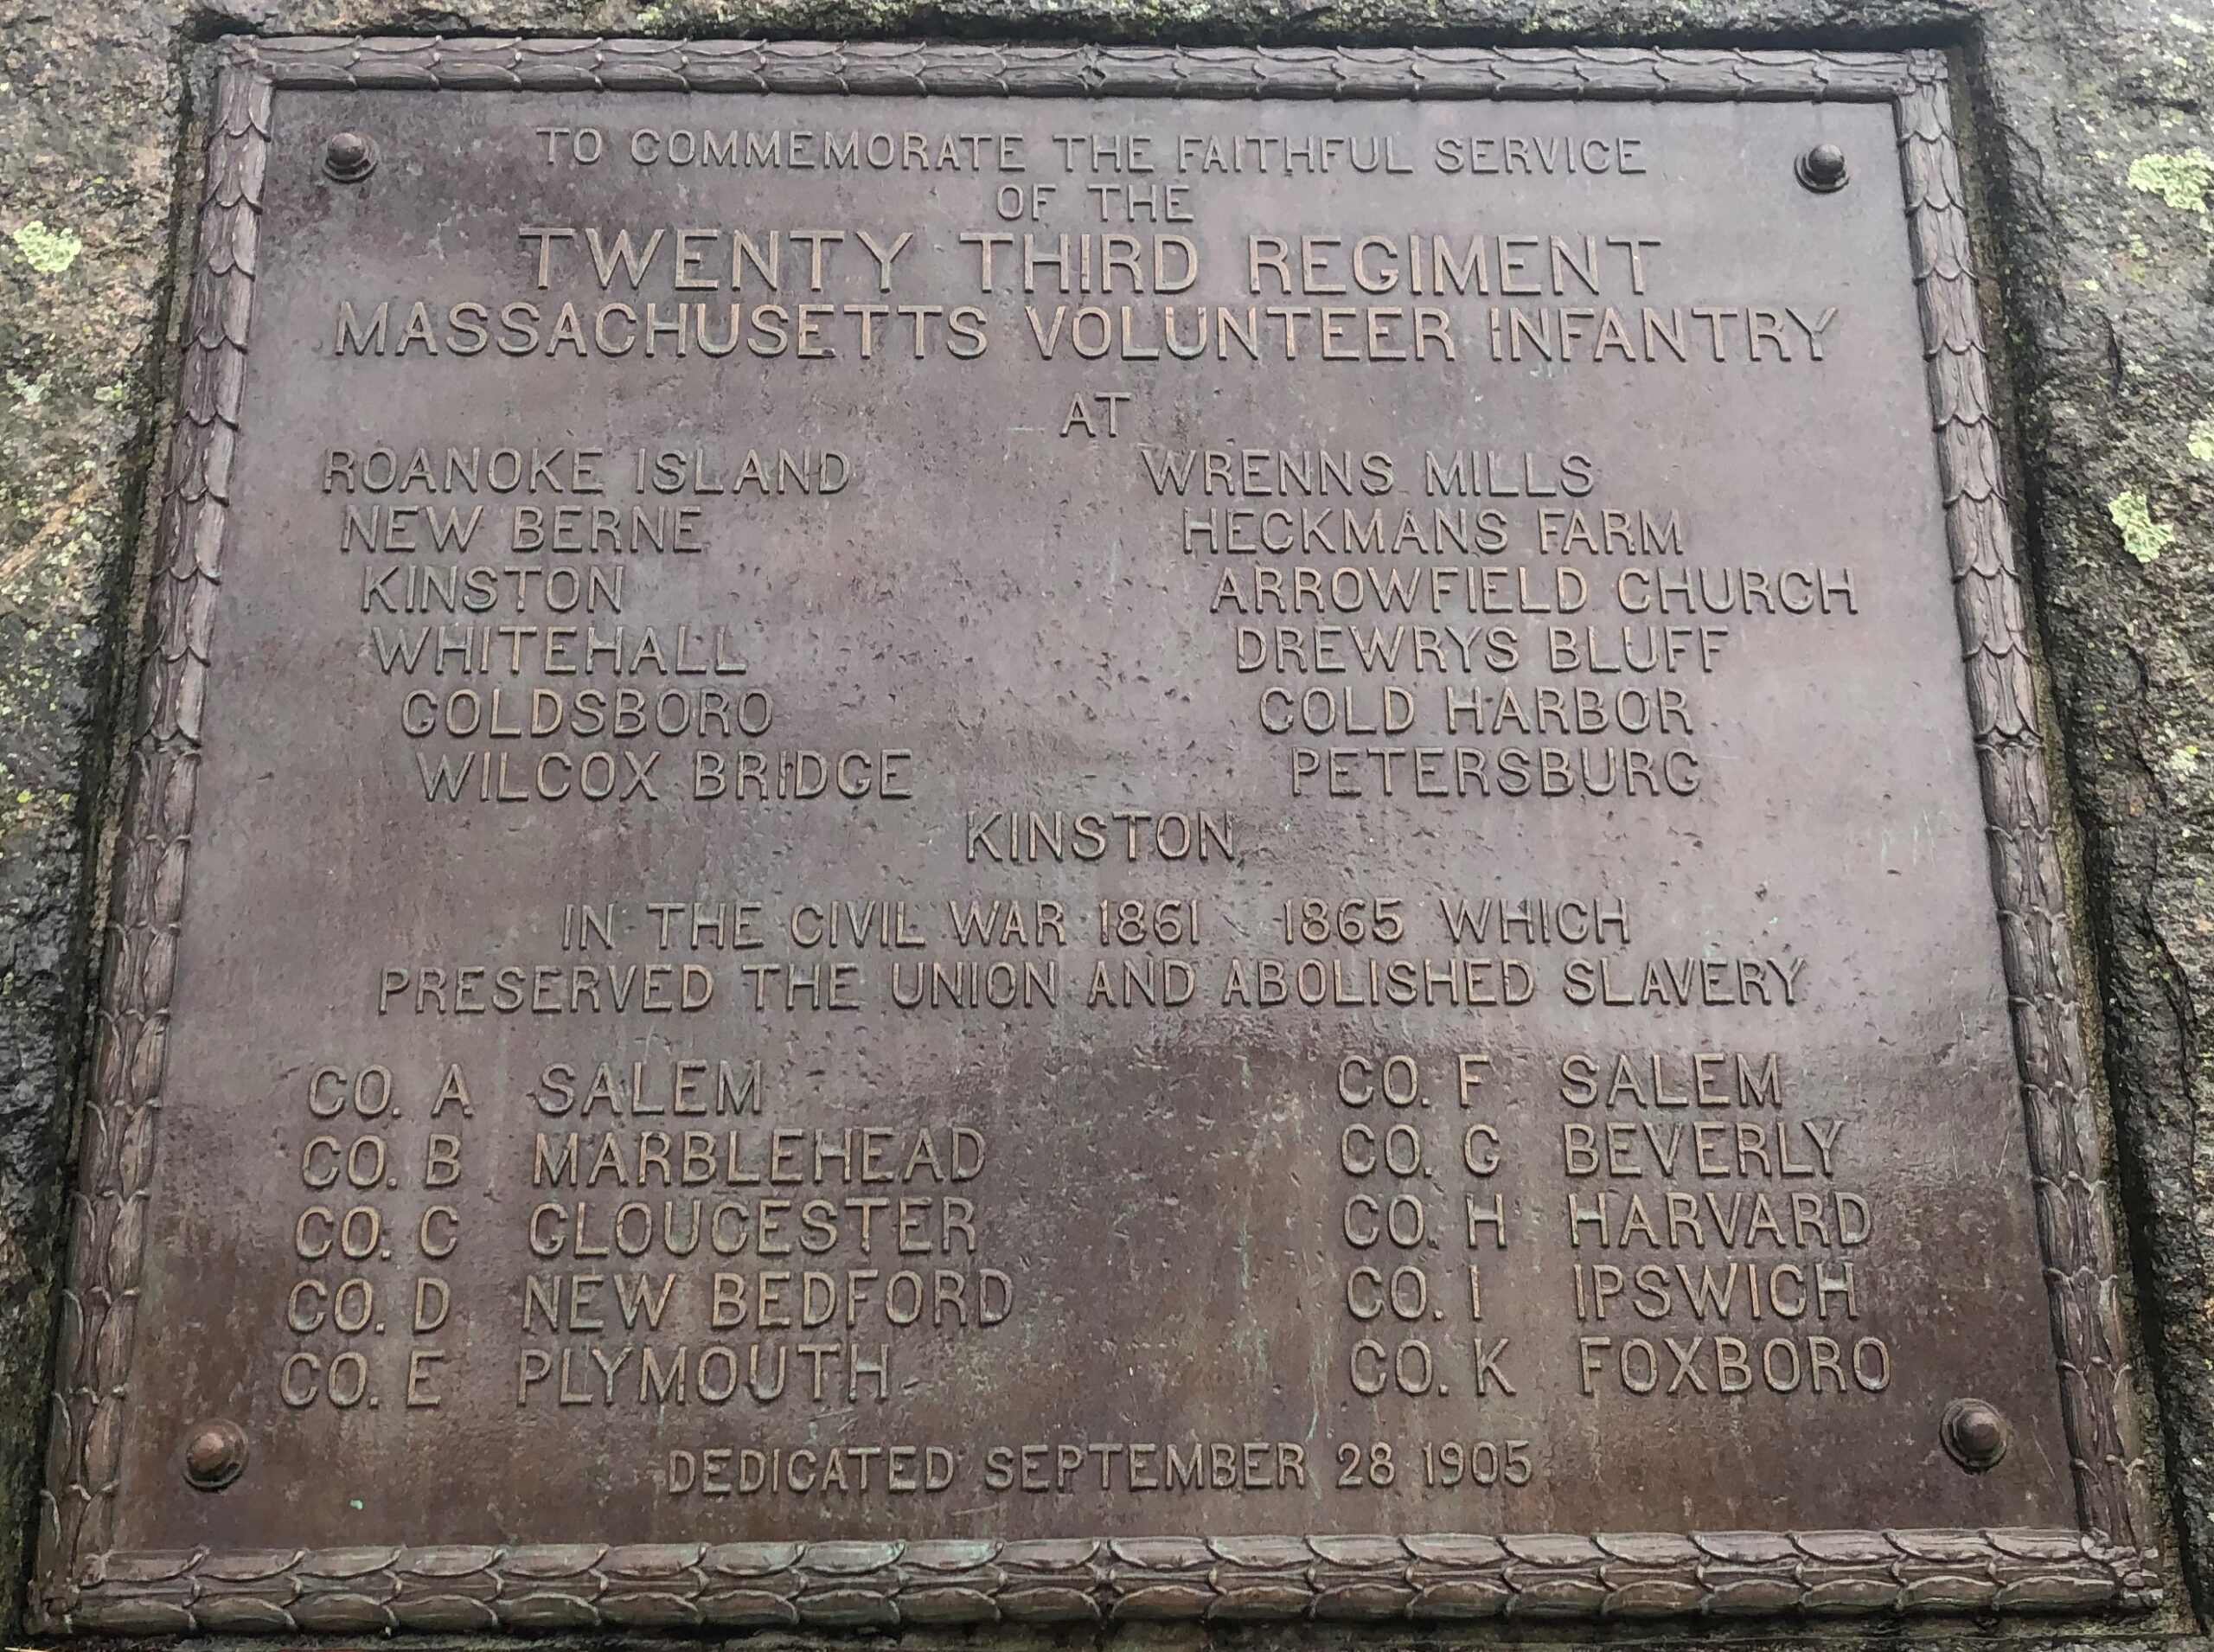 TO COMMEMORATE THE FAITHFUL SERVICE
OF THE
TWENTY THIRD REGIMENT
MASSACHUSETTS VOLUNTEER INFANTRY
AT
ROANOKE ISLAND
NEW BERNE
KINSTON
WHITEHALL
GOLDSBORO
WILCOX BRIDGE
WRENNS MILLS
HECKMANS FARM
ARROWFIELD CHURCH
DREWRYS BLUFF
COLD HARBOR
PETERSBURG
KINSTON
IN THE CIVIL WAR 1861 1865 WHICH
PRESERVED THE UNION AND ABOLISHED SLAVERY
CO. A SALEM
CO. B MARBLEHEAD
CO. C GLOUCESTER
CO. D NEW BEDFORD
CO. E PLYMOUTH
CO. F SALEM
CO. G BEVERLY
CO. H HARVARD
CO. I IPSWICH
CO. K FOXBORO
DEDICATED SEPTEMBER 28 1905